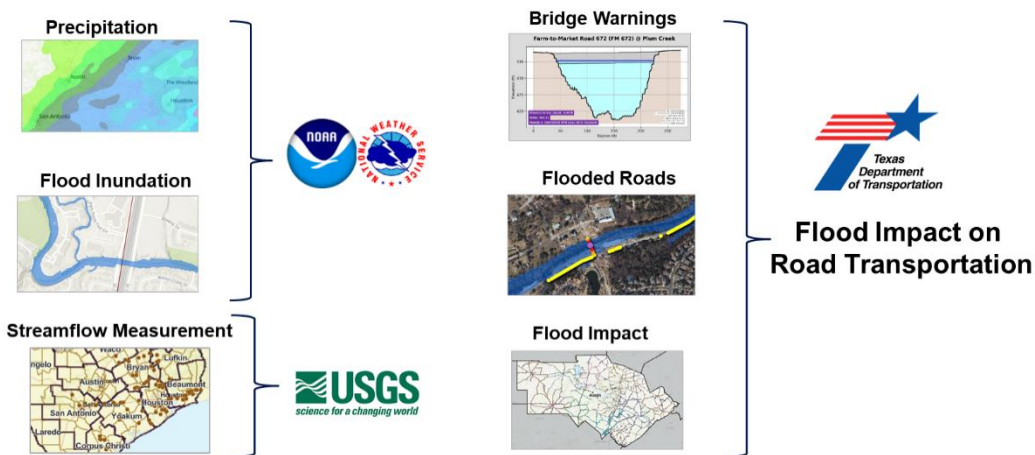 Precipitation
Bryan
Austin
The Woodlands
Houston
San Antonio
NOAA
NATIONAL WEATHER SERVICE
Flood Inundation
Streamflow Measurement
Waco
Lufkin
Bryan
Austin
Beaumont
Houston
San Antonio
Yoakum
Laredo
Corpus Christi
USGS
science for a changing world
Bridge Warnings
Farm-to-Market Road 672 (FM 672) @ Plum Creek
Flooded Roads
Flood Impact
Texas
Department
of Transportation
Flood Impact on
Road Transportation